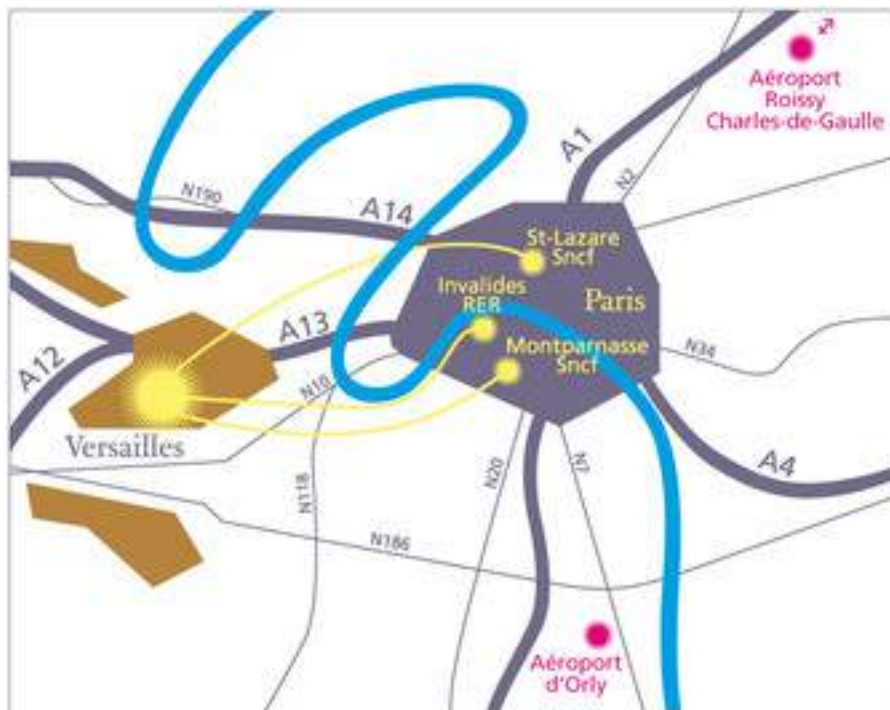 Aéroport
Roissy
Charles-de-Gaulle
A1
N2
N190
A14
St-Lazare
Sncf
Invalides
RER
Paris
A13
Montparnasse
Sncf
N34
A12
N10
Versailles
N118
N20
N7
A4
N186
Aéroport
d'Orly